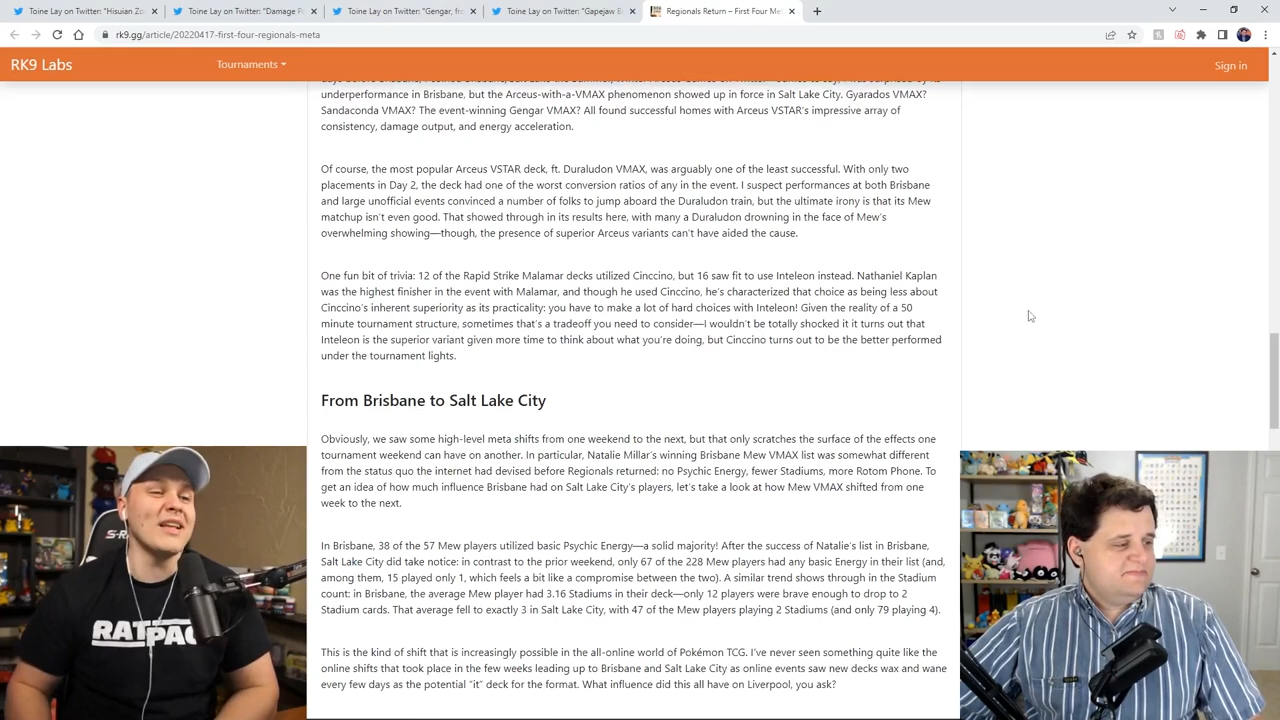 Toine Lay on Twitter: "Hisuian Zo
Toine Lay on Twitter: "Damage P
Toine Lay on Twitter: "Gengar, fr
Toine Lay on Twitter: "Gapejaw B
Regionals Return – First Four Me
rk9.gg/article/20220417-first-four-regionals-meta
RK9 Labs
Tournaments
Sign in
underperformance in Brisbane, but the Arceus-with-a-VMAX phenomenon showed up in force in Salt Lake City. Gyarados VMAX?
Sandaconda VMAX? The event-winning Gengar VMAX? All found successful homes with Arceus VSTAR's impressive array of
consistency, damage output, and energy acceleration.
Of course, the most popular Arceus VSTAR deck, ft. Duraludon VMAX, was arguably one of the least successful. With only two
placements in Day 2, the deck had one of the worst conversion ratios of any in the event. I suspect performances at both Brisbane
and large unofficial events convinced a number of folks to jump aboard the Duraludon train, but the ultimate irony is that its Mew
matchup isn't even good. That showed through in its results here, with many a Duraludon drowning in the face of Mew's
overwhelming showing—though, the presence of superior Arceus variants can't have aided the cause.
One fun bit of trivia: 12 of the Rapid Strike Malamar decks utilized Cinccino, but 16 saw fit to use Inteleon instead. Nathaniel Kaplan
was the highest finisher in the event with Malamar, and though he used Cinccino, he's characterized that choice as being less about
Cinccino's inherent superiority as its practicality: you have to make a lot of hard choices with Inteleon! Given the reality of a 50
minute tournament structure, sometimes that's a tradeoff you need to consider—I wouldn't be totally shocked it it turns out that
Inteleon is the superior variant given more time to think about what you're doing, but Cinccino turns out to be the better performed
under the tournament lights.
From Brisbane to Salt Lake City
Obviously, we saw some high-level meta shifts from one weekend to the next, but that only scratches the surface of the effects one
tournament weekend can have on another. In particular, Natalie Millar's winning Brisbane Mew VMAX list was somewhat different
from the status quo the internet had devised before Regionals returned: no Psychic Energy, fewer Stadiums, more Rotom Phone. To
get an idea of how much influence Brisbane had on Salt Lake City's players, let's take a look at how Mew VMAX shifted from one
week to the next.
In Brisbane, 38 of the 57 Mew players utilized basic Psychic Energy—a solid majority! After the success of Natalie's list in Brisbane,
Salt Lake City did take notice: in contrast to the prior weekend, only 67 of the 228 Mew players had any basic Energy in their list (and,
among them, 15 played only 1, which feels a bit like a compromise between the two). A similar trend shows through in the Stadium
count: in Brisbane, the average Mew player had 3.16 Stadiums in their deck—only 12 players were brave enough to drop to 2
Stadium cards. That average fell to exactly 3 in Salt Lake City, with 47 of the Mew players playing 2 Stadiums (and only 79 playing 4).
This is the kind of shift that is increasingly possible in the all-online world of Pokémon TCG. I've never seen something quite like the
online shifts that took place in the few weeks leading up to Brisbane and Salt Lake City as online events saw new decks wax and wane
every few days as the potential "it" deck for the format. What influence did this all have on Liverpool, you ask?
S-R
RATPAC